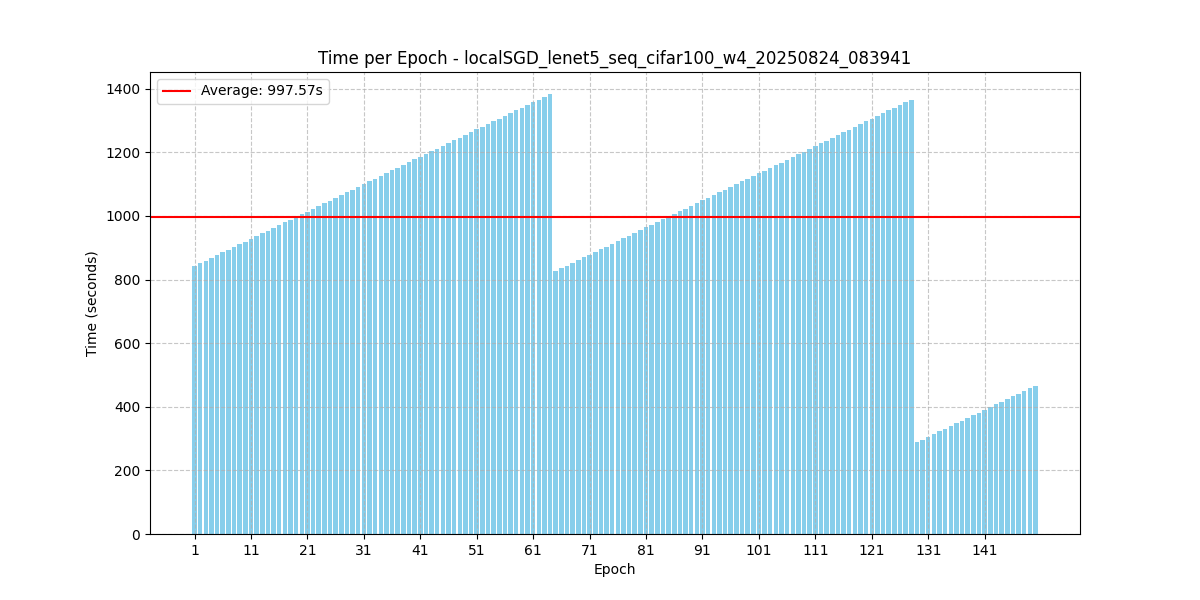 Time per Epoch - localSGD_lenet5_seq_cifar100_w4_20250824_083941
Average: 997.57s
Time (seconds)
1400
1200
1000
800
600
400
200
0
1 11 21 31 41 51 61 71 81 91 101 111 121 131 141
Epoch